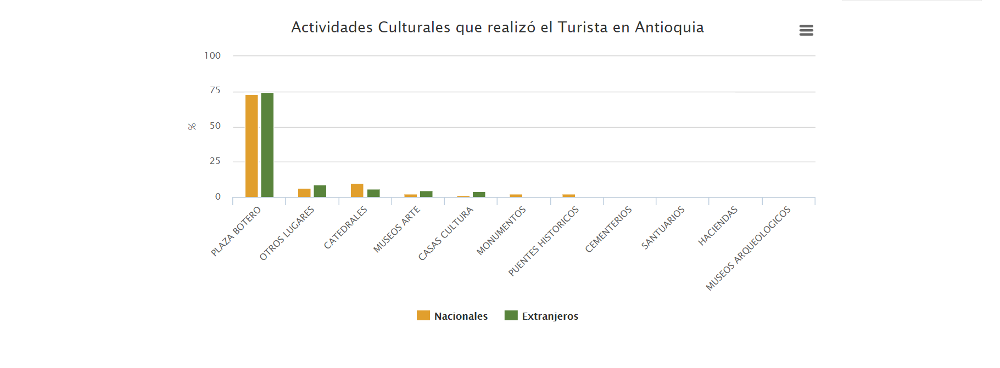 Actividades Culturales que realizó el Turista en Antioquia
100
75
50
25
0
%
PLAZA BOTERO
OTROS LUGARES
CATEDRALES
MUSEOS ARTE
CASAS CULTURA
MONUMENTOS
PUENTES HISTORICOS
CEMENTERIOS
SANTUARIOS
HACIENDAS
MUSEOS ARQUEOLOGICOS
Nacionales Extranjeros